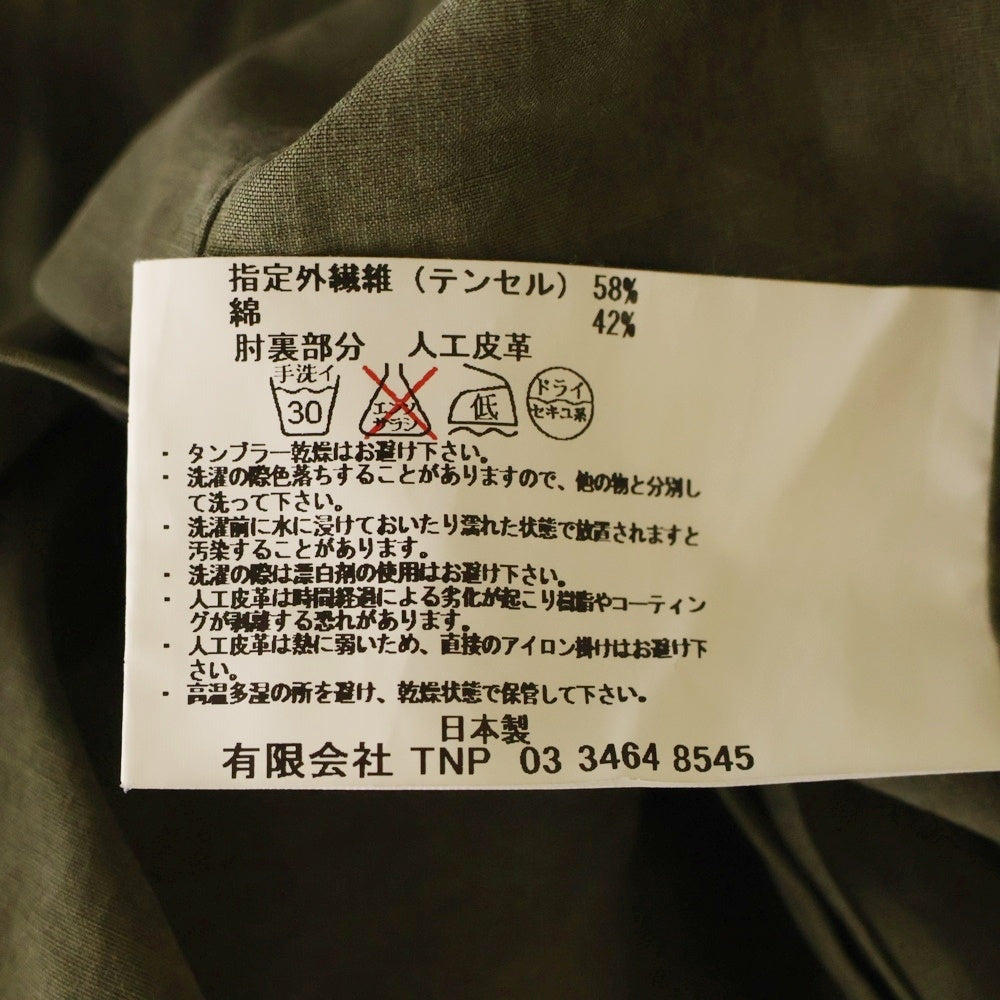 指定外繊維（テンセル） 58%
綿 42%
肘裏部分 人工皮革
手洗イ 30 エンソサラシ 低 ドライ セキユ系
・タンブラー乾燥はお避け下さい。
・洗濯の際色落ちすることがありますので、他の物と分別し
て洗って下さい。
・洗濯前に水に浸けておいたり濡れた状態で放置されますと
汚染することがあります。
・洗濯の際は漂白剤の使用はお避け下さい。
・人工皮革は時間経過による劣化が起こり樹脂やコーティン
グが剥離する恐れがあります。
・人工皮革は熱に弱いため、直接のアイロン掛けはお避け下
さい。
・高温多湿の所を避け、乾燥状態で保管して下さい。
日本製
有限会社 TNP 03 3464 8545